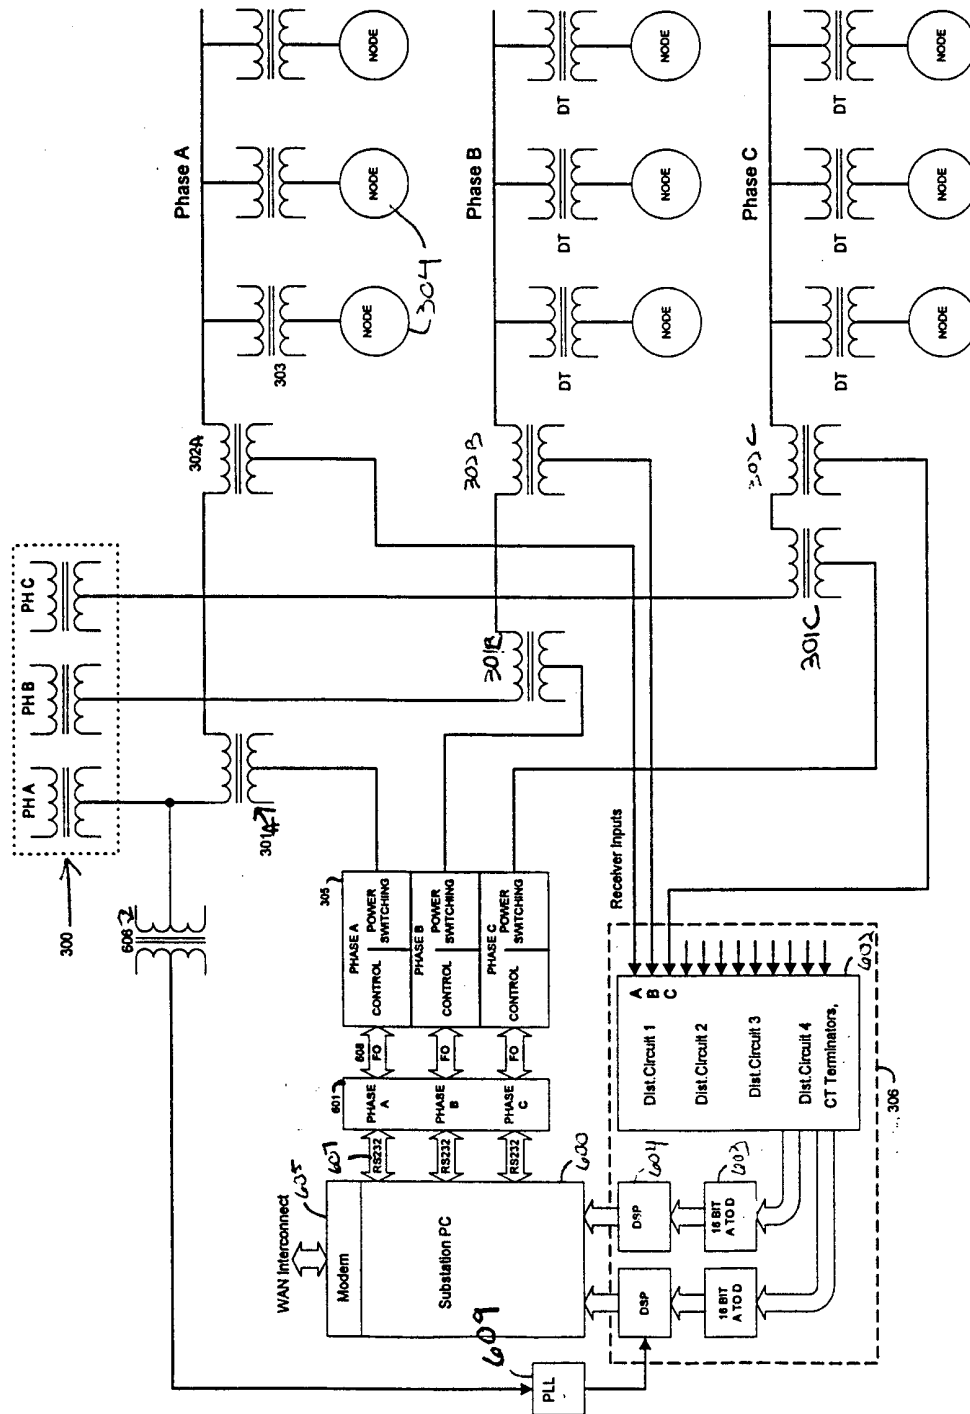 PH A
PH B
PH C
300
606
Phase A
NODE
NODE
NODE
303
304
302A
301A
Phase B
DT
DT
DT
NODE
NODE
NODE
302B
301B
Phase C
DT
DT
DT
NODE
NODE
NODE
302C
301C
305
PHASE A
CONTROL
POWER SWITCHING
PHASE B
CONTROL
POWER SWITCHING
PHASE C
CONTROL
POWER SWITCHING
608
FO
FO
FO
601
PHASE A
PHASE B
PHASE C
607
RS232
RS232
RS232
WAN Interconnect
605
Modem
Substation PC
600
Receiver Inputs
A
B
C
Dist.Circuit 1
Dist.Circuit 2
Dist.Circuit 3
Dist.Circuit 4
CT Terminators,
602
306
DSP
604
16 BIT
A TO D
603
DSP
16 BIT
A TO D
609
PLL